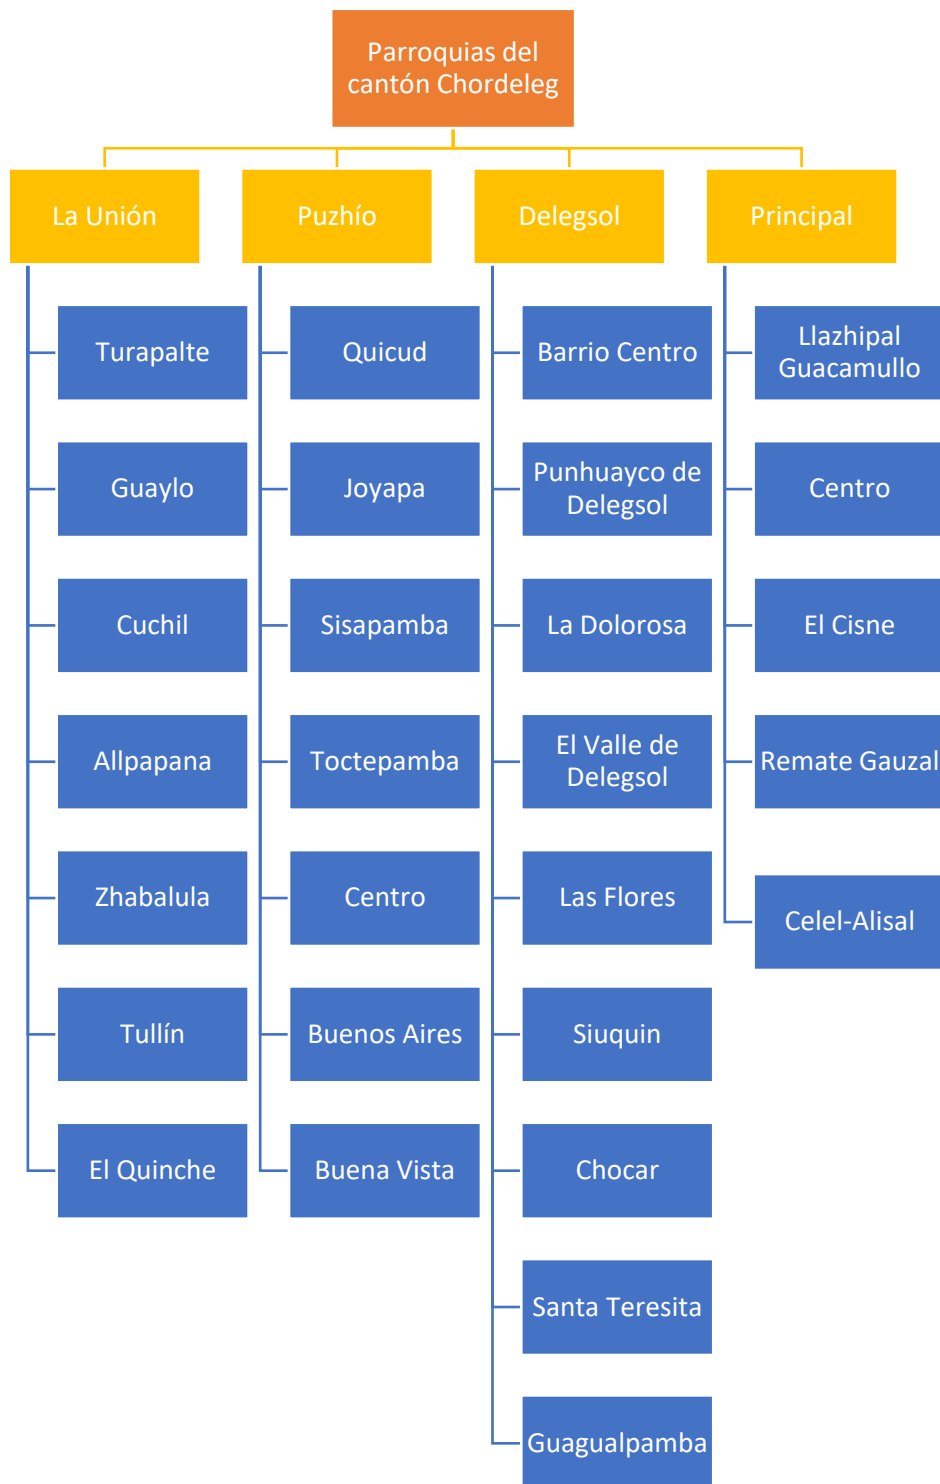 Parroquias del
cantón Chordeleg
La Unión
Turapalte
Guaylo
Cuchil
Allpapana
Zhabalula
Tullín
El Quinche
Puzhío
Quicud
Joyapa
Sisapamba
Toctepamba
Centro
Buenos Aires
Buena Vista
Delegsol
Barrio Centro
Punhuayco de
Delegsol
La Dolorosa
El Valle de
Delegsol
Las Flores
Siuquin
Chocar
Santa Teresita
Guagualpamba
Principal
Llazhipal
Guacamullo
Centro
El Cisne
Remate Gauzal
Celel-Alisal